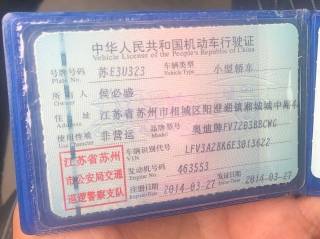 中华人民共和国机动车行驶证
Vehicle License of the People's Republic of China
号牌号码 苏E3U323 车辆类型 小型轿车
Plate No. Vehicle Type
所有人 侯必盛
Owner
住址 江苏省苏州市相城区阳澄湖镇湘城城中南
Address
使用性质 非营运 品牌型号 奥迪牌FV7203BBCWG
Use Character Model
江苏省苏州 车辆识别代号 LFV3A28K6E3013622
VIN
市公安局交通 发动机号码 463553
巡逻警察支队 注册日期 2014-03-27 发证日期 2014-03-27